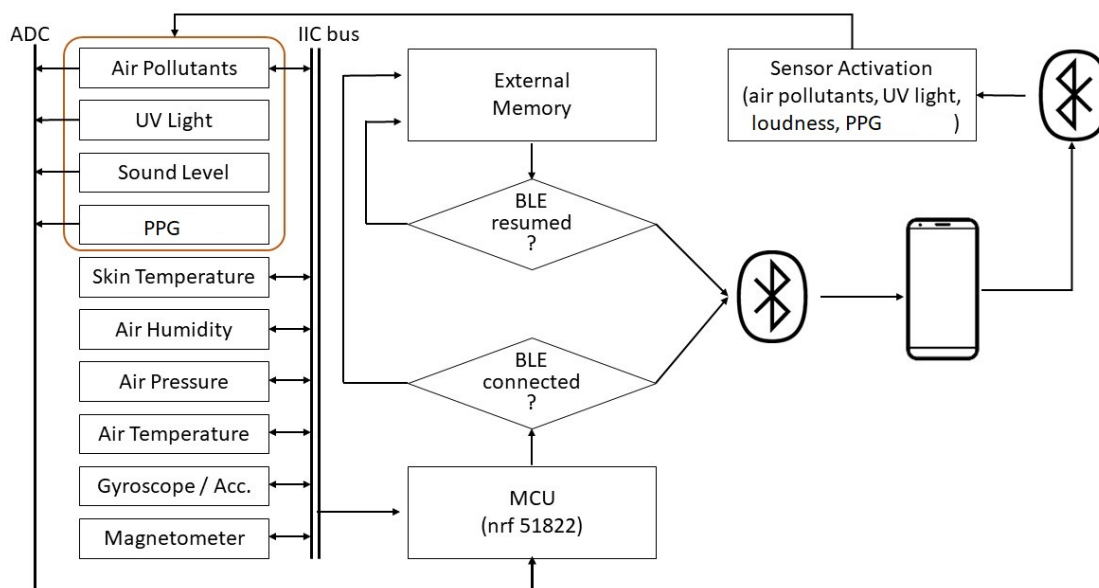 ADC
IIC bus
Air Pollutants
UV Light
Sound Level
PPG
Skin Temperature
Air Humidity
Air Pressure
Air Temperature
Gyroscope / Acc.
Magnetometer
External
Memory
BLE
resumed
?
BLE
connected
?
MCU
(nrf 51822)
Sensor Activation
(air pollutants, UV light,
loudness, PPG )